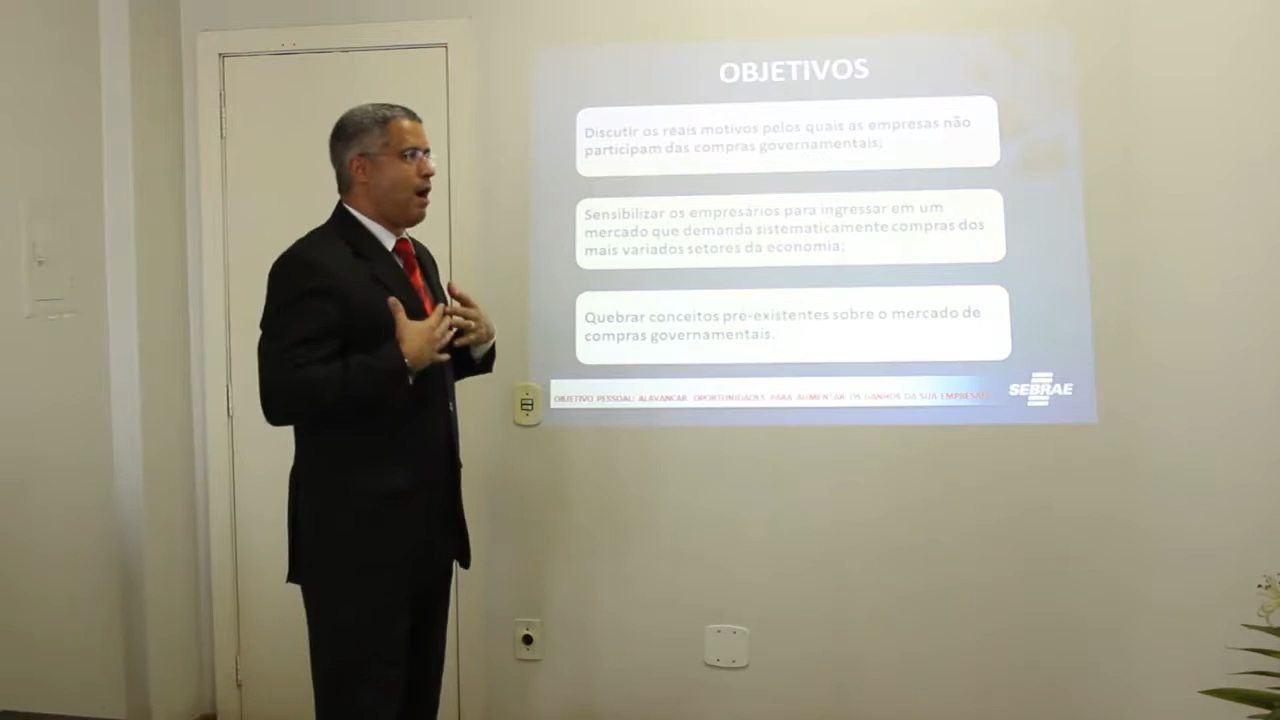 OBJETIVOS
Discutir os reais motivos pelos quais as empresas não
participam das compras governamentais;
Sensibilizar os empresários para ingressar em um
mercado que demanda sistematicamente compras dos
mais variados setores da economia;
Quebrar conceitos pre-existentes sobre o mercado de
compras governamentais.
OBJETIVO PESSOAL: ALAVANCAR OPORTUNIDADES PARA AUMENTAR OS GANHOS DA SUA EMPRESA
SEBRAE